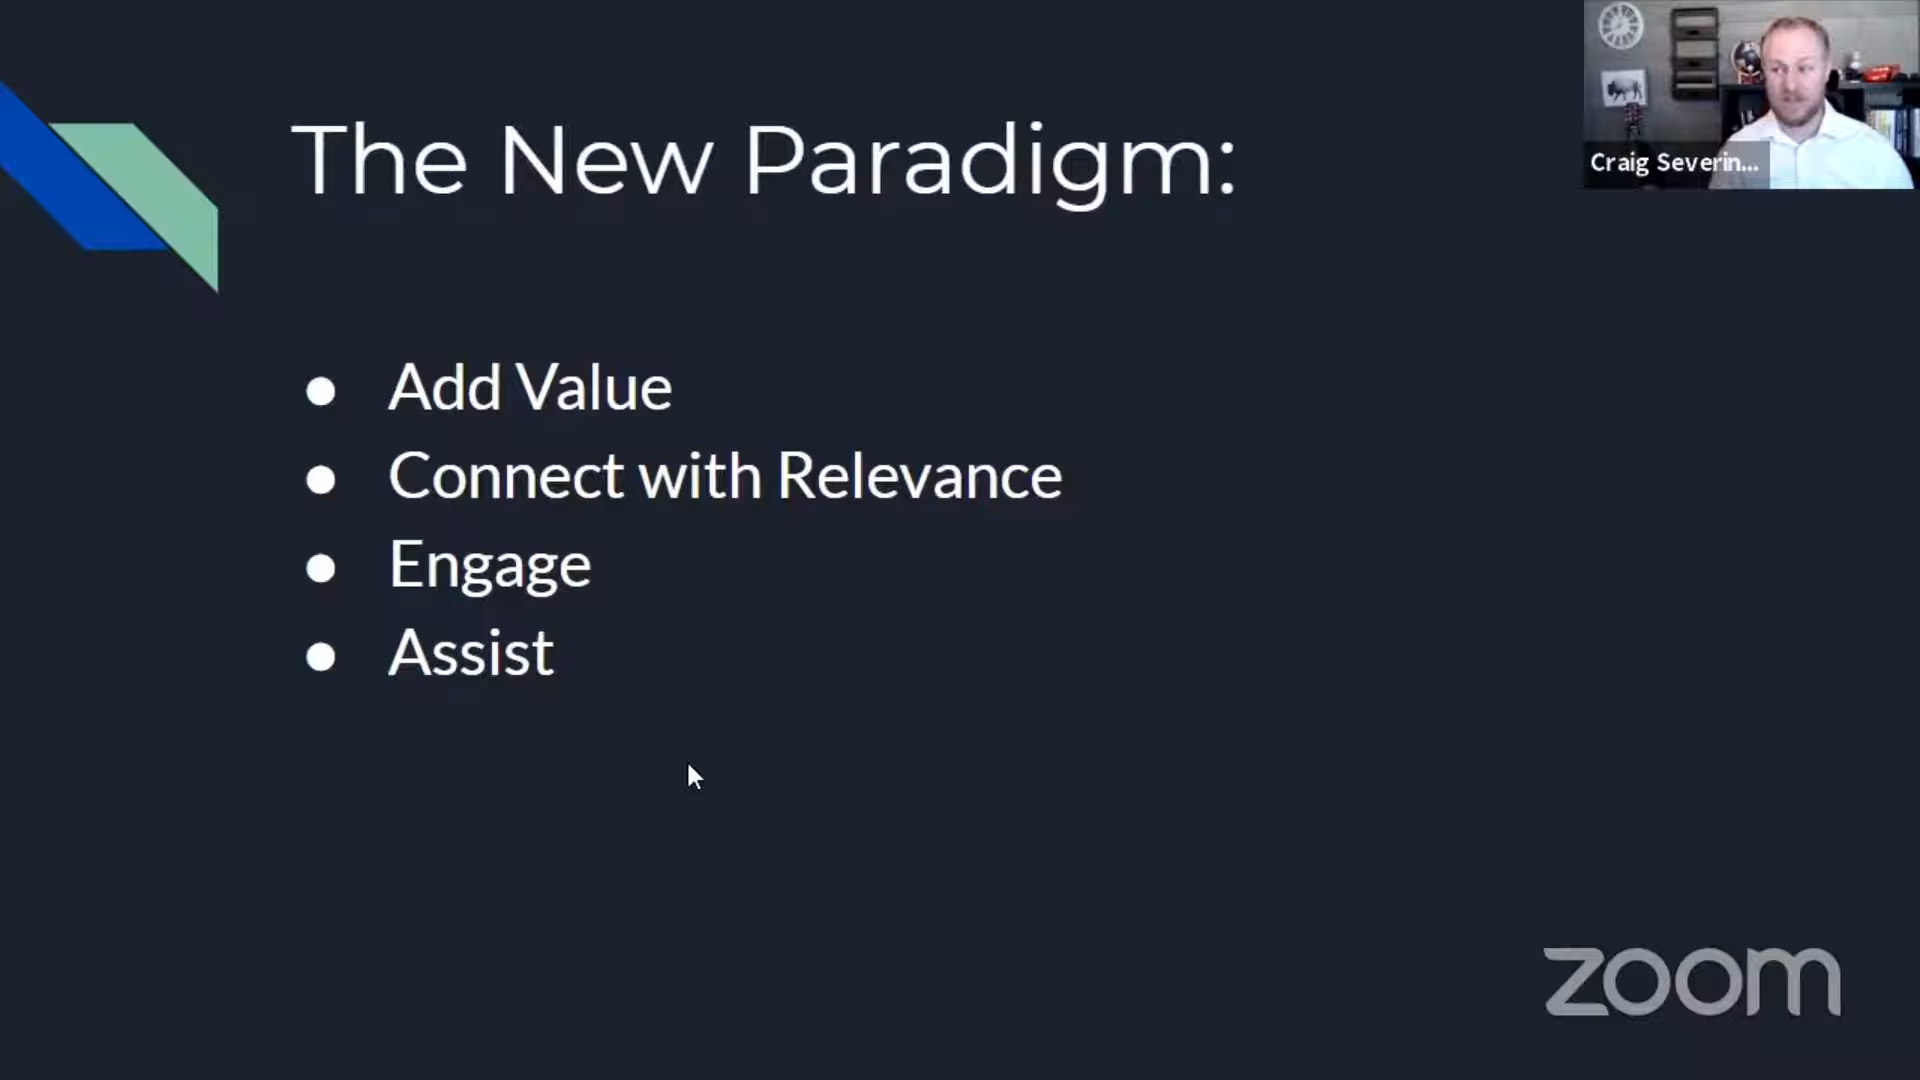 The New Paradigm:
Craig Severin...
● Add Value
● Connect with Relevance
● Engage
● Assist
zoom